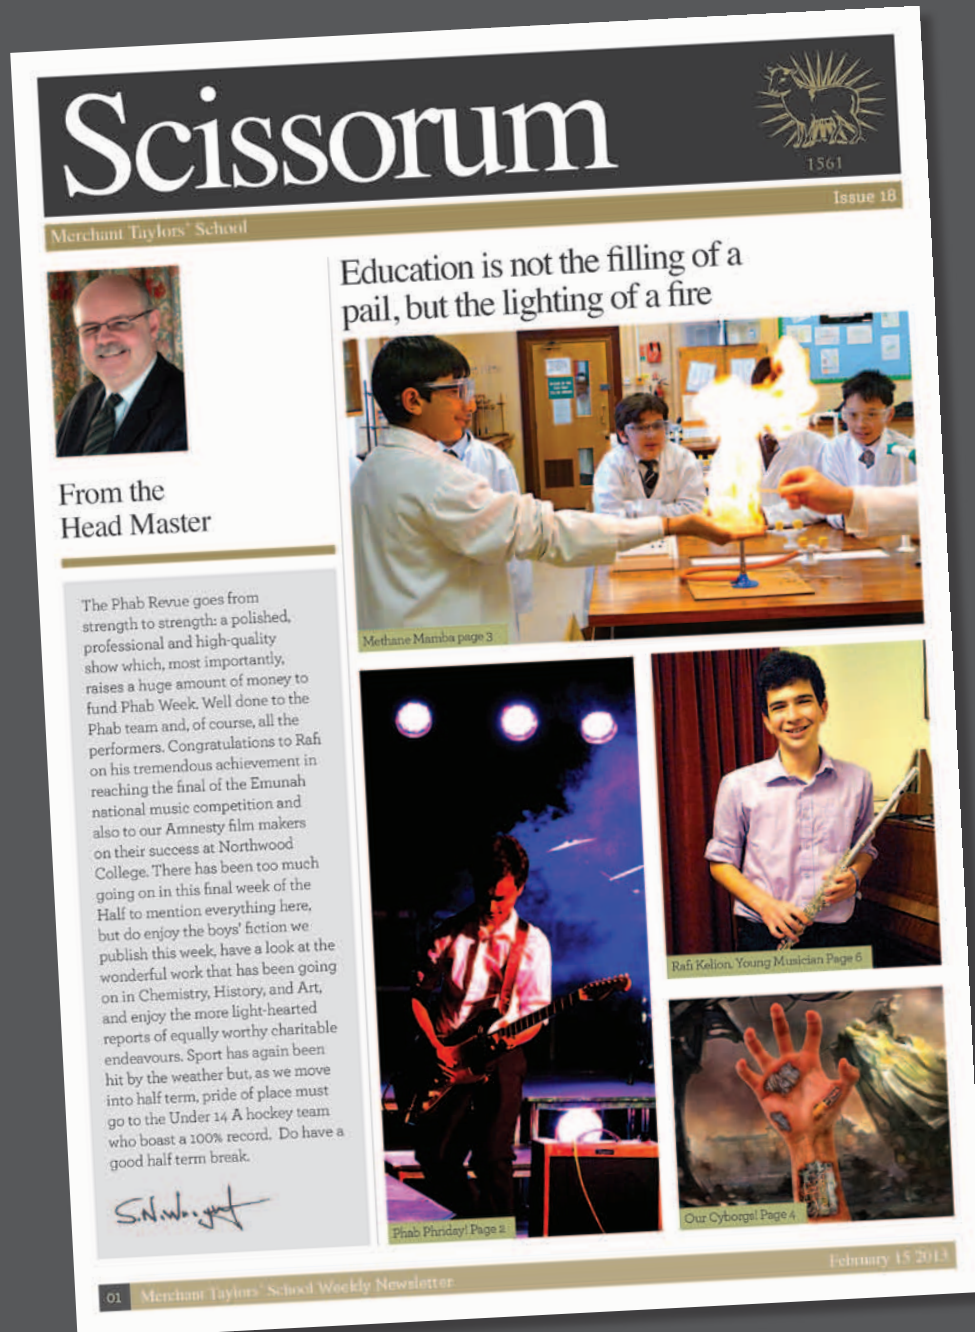 Scissorum
1561
Merchant Taylors' School
Issue 18
From the
Head Master
The Phab Revue goes from
strength to strength: a polished,
professional and high-quality
show which, most importantly,
raises a huge amount of money to
fund Phab Week. Well done to the
Phab team and, of course, all the
performers. Congratulations to Rafi
on his tremendous achievement in
reaching the final of the Emunah
national music competition and
also to our Amnesty film makers
on their success at Northwood
College. There has been too much
going on in this final week of the
Half to mention everything here,
but do enjoy the boys' fiction we
publish this week, have a look at the
wonderful work that has been going
on in Chemistry, History, and Art,
and enjoy the more light-hearted
reports of equally worthy charitable
endeavours. Sport has again been
hit by the weather but, as we move
into half term, pride of place must
go to the Under 14 A hockey team
who boast a 100% record. Do have a
good half term break.
S.N.Wright
Education is not the filling of a
pail, but the lighting of a fire
Methane Mamba page 3
Rafi Kelion, Young Musician Page 6
Phab Phriday! Page 2
Our Cyborgs! Page 4
01 Merchant Taylors' School Weekly Newsletter
February 15 2013